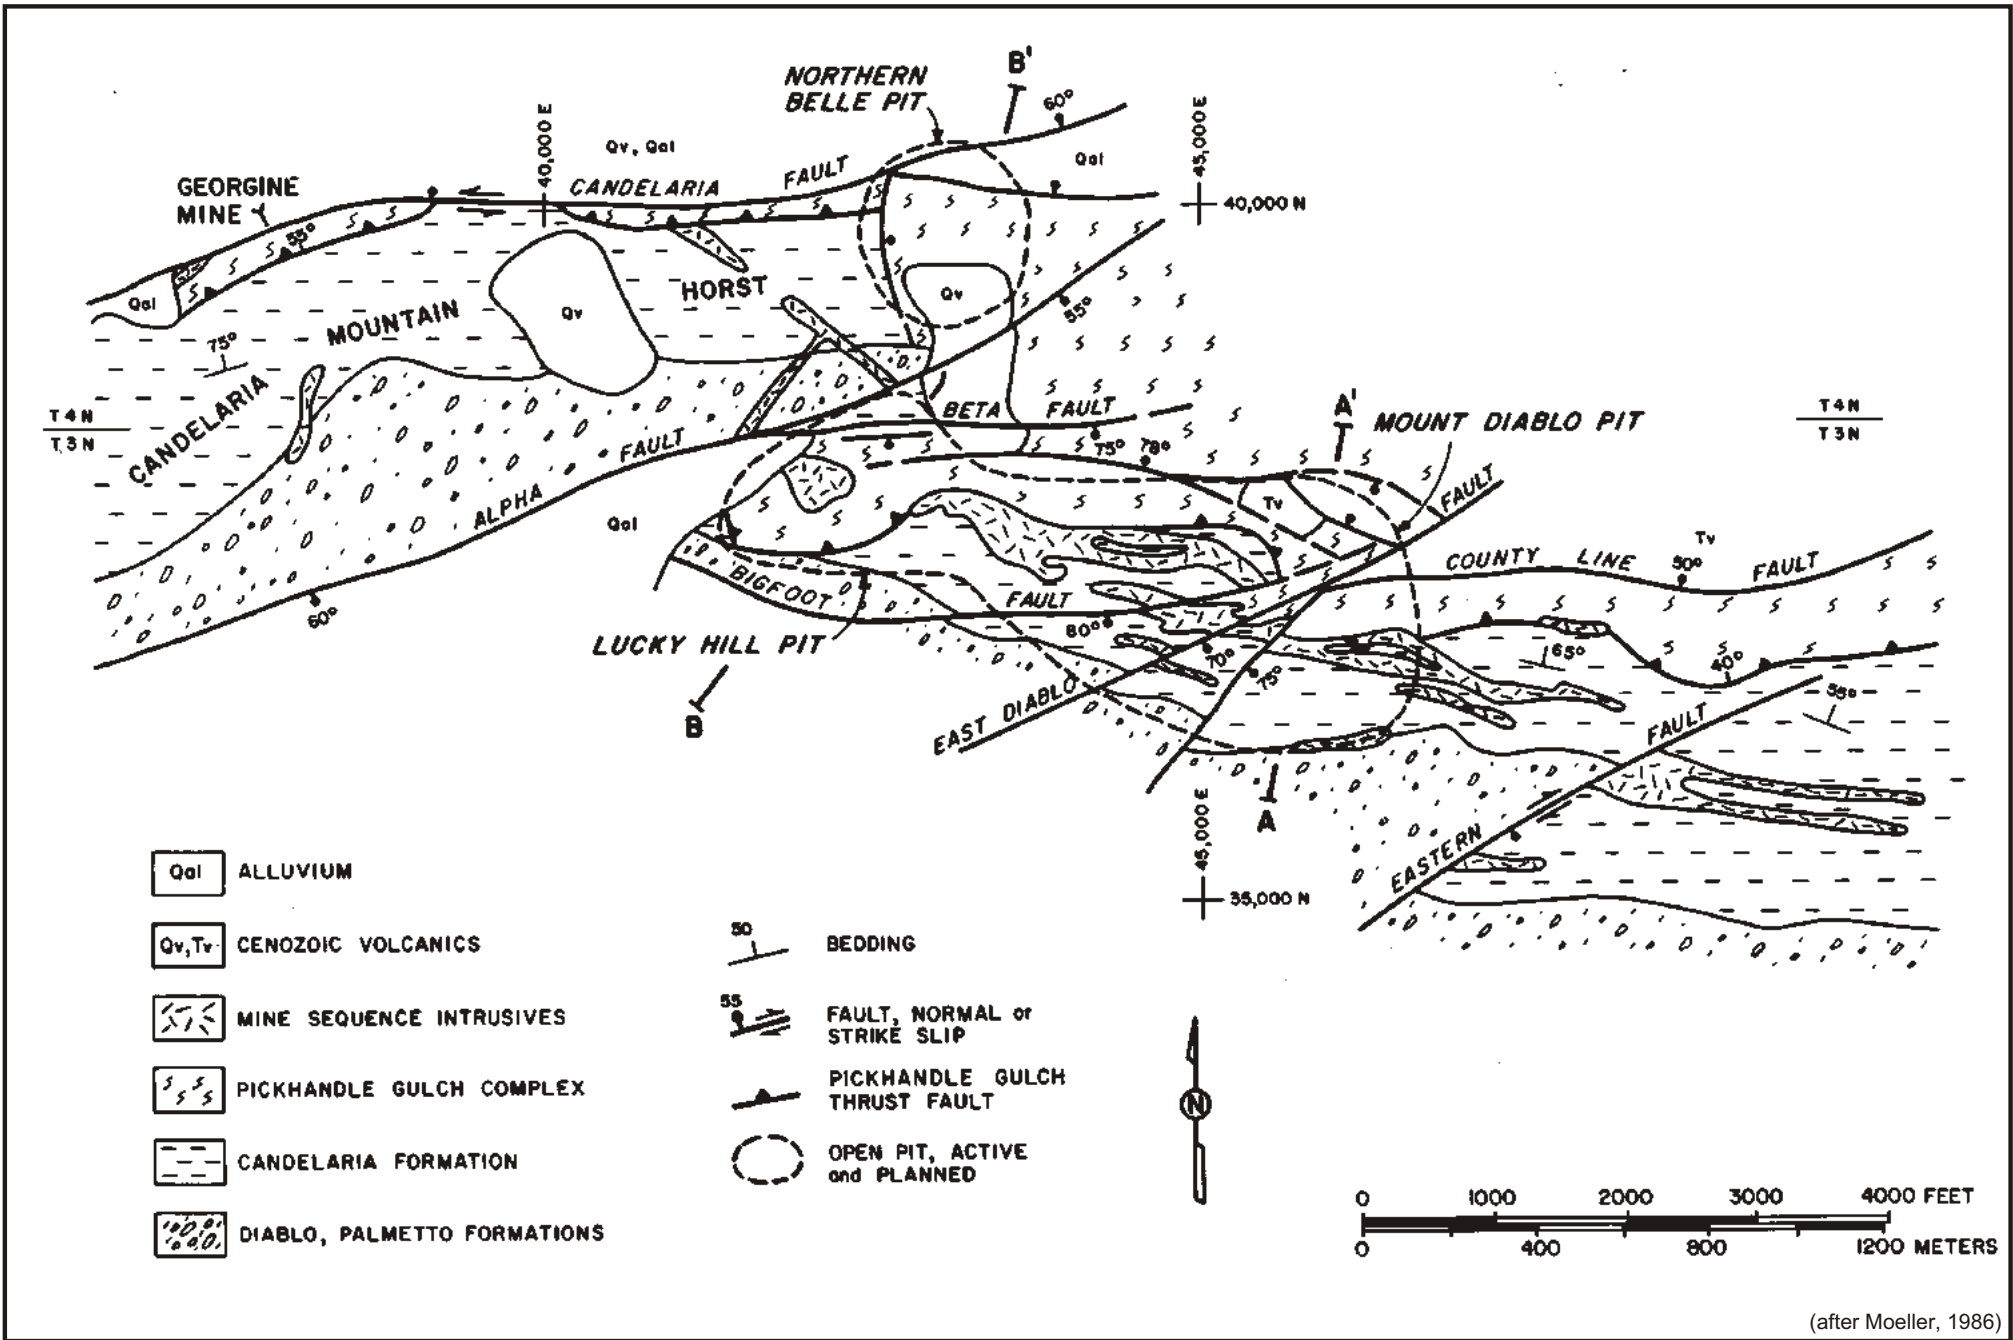 B'
NORTHERN
BELLE PIT
60°
40,000 E
45,000 E
Qv, Qal
Qal
FAULT
CANDELARIA
GEORGINE
MINE
40,000 N
55°
HORST
Qv
Qal
Qv
55°
MOUNTAIN
75°
CANDELARIA
T 4 N
T 3 N
BETA FAULT
A'
MOUNT DIABLO PIT
T 4 N
T 3 N
FAULT
75°
78°
ALPHA
FAULT
Qal
Tv
Tv
COUNTY LINE FAULT
50°
BIGFOOT
FAULT
60°
80°
LUCKY HILL PIT
70°
75°
65°
40°
55°
B
EAST DIABLO
FAULT
A
45,000 E
EASTERN
35,000 N
Qal ALLUVIUM
Qv, Tv CENOZOIC VOLCANICS
MINE SEQUENCE INTRUSIVES
PICKHANDLE GULCH COMPLEX
CANDELARIA FORMATION
DIABLO, PALMETTO FORMATIONS
50
BEDDING
55
FAULT, NORMAL or
STRIKE SLIP
PICKHANDLE GULCH
THRUST FAULT
OPEN PIT, ACTIVE
and PLANNED
N
0 1000 2000 3000 4000 FEET
0 400 800 1200 METERS
(after Moeller, 1986)